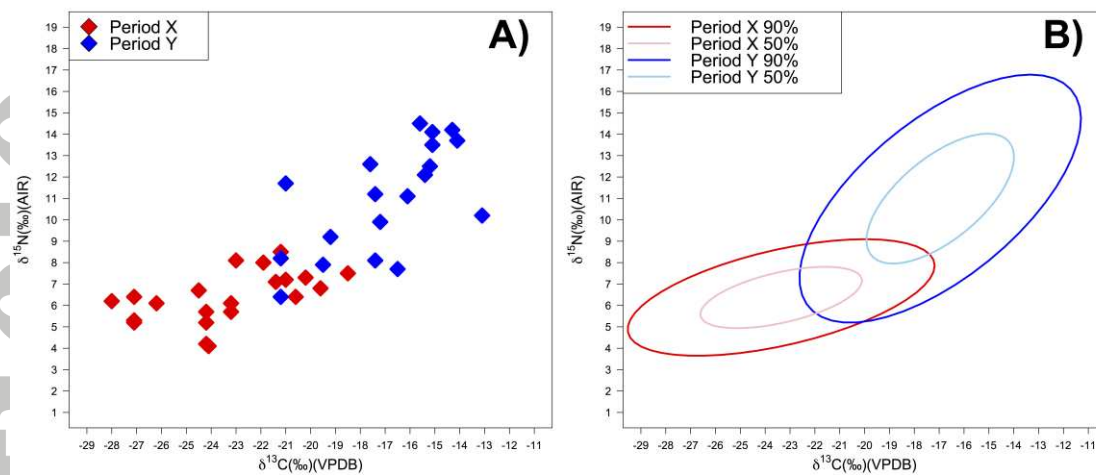 Period X
Period Y
A)
19
18
17
16
15
14
13
12
11
10
9
8
7
6
5
4
3
2
1
δ15N(‰)(AIR)
-29 -28 -27 -26 -25 -24 -23 -22 -21 -20 -19 -18 -17 -16 -15 -14 -13 -12 -11
δ13C(‰)(VPDB)
Period X 90%
Period X 50%
Period Y 90%
Period Y 50%
B)
19
18
17
16
15
14
13
12
11
10
9
8
7
6
5
4
3
2
1
δ15N(‰)(AIR)
-29 -28 -27 -26 -25 -24 -23 -22 -21 -20 -19 -18 -17 -16 -15 -14 -13 -12 -11
δ13C(‰)(VPDB)